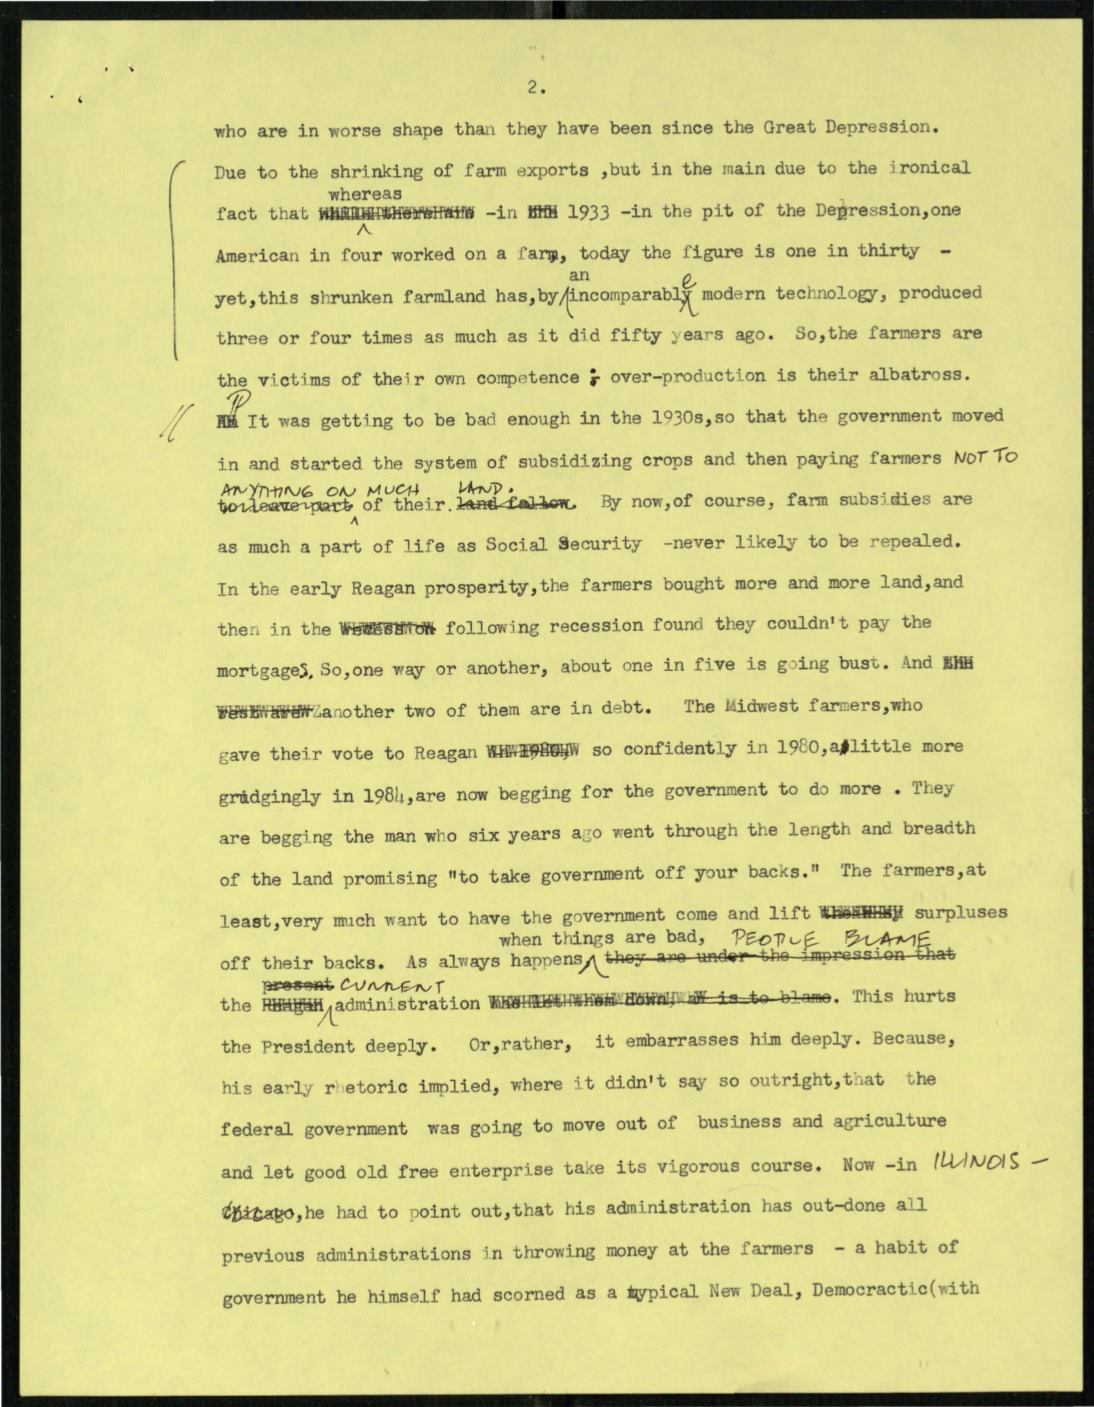 2.
who are in worse shape than they have been since the Great Depression.
Due to the shrinking of farm exports ,but in the main due to the ironical
whereas
fact that -in 1933 -in the pit of the Depression,one
American in four worked on a farm, today the figure is one in thirty -
an e
yet,this shrunken farmland has,by/incomparably modern technology, produced
three or four times as much as it did fifty years ago. So,the farmers are
the victims of their own competence ; over-production is their albatross.
It was getting to be bad enough in the 1930s,so that the government moved
in and started the system of subsidizing crops and then paying farmers NOT TO
ANYTHING ON MUCH LAND.
to leave part of their. land fallow. By now,of course, farm subsidies are
as much a part of life as Social Security -never likely to be repealed.
In the early Reagan prosperity,the farmers bought more and more land,and
then in the following recession found they couldn't pay the
mortgages. So,one way or another, about one in five is going bust. And
another two of them are in debt. The Midwest farmers,who
gave their vote to Reagan so confidently in 1980,a little more
grudgingly in 1984,are now begging for the government to do more . They
are begging the man who six years ago went through the length and breadth
of the land promising "to take government off your backs." The farmers,at
least,very much want to have the government come and lift surpluses
when things are bad, PEOPLE BLAME
off their backs. As always happens they are under the impression that
present CURRENT
the Reagan administration is to blame. This hurts
the President deeply. Or,rather, it embarrasses him deeply. Because,
his early rhetoric implied, where it didn't say so outright,that the
federal government was going to move out of business and agriculture
and let good old free enterprise take its vigorous course. Now -in ILLINOIS -
Chicago,he had to point out,that his administration has out-done all
previous administrations in throwing money at the farmers - a habit of
government he himself had scorned as a typical New Deal, Democractic(with